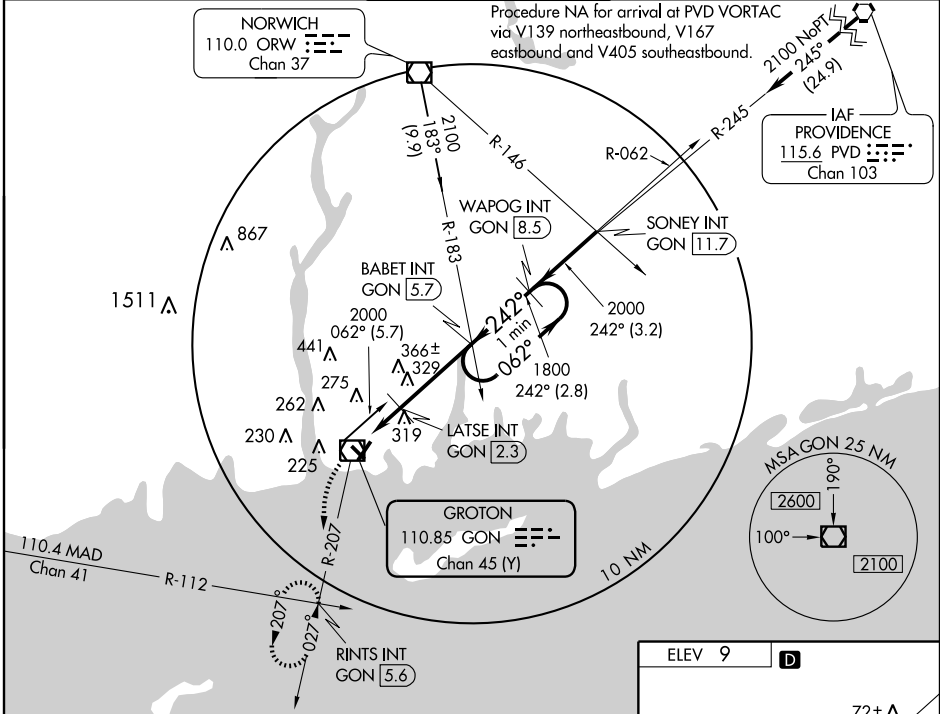 NORWICH
110.0 ORW
Chan 37
Procedure NA for arrival at PVD VORTAC
via V139 northeastbound, V167
eastbound and V405 southeastbound.
2100 NoPT
245°
(24.9)
R-245
IAF
PROVIDENCE
115.6 PVD
Chan 103
2100
183°
(9.9)
R-146
R-062
R-183
WAPOG INT
GON 8.5
SONEY INT
GON 11.7
867
1511
BABET INT
GON 5.7
2000
062° (5.7)
242°
1 min
062°
2000
242° (3.2)
1800
242° (2.8)
441
366±
329
275
262
319
230
225
LATSE INT
GON 2.3
GROTON
110.85 GON
Chan 45 (Y)
MSA GON 25 NM
190°
2600
100°
2100
10 NM
110.4 MAD
Chan 41
R-112
R-207
207°
027°
RINTS INT
GON 5.6
ELEV 9
D
72±